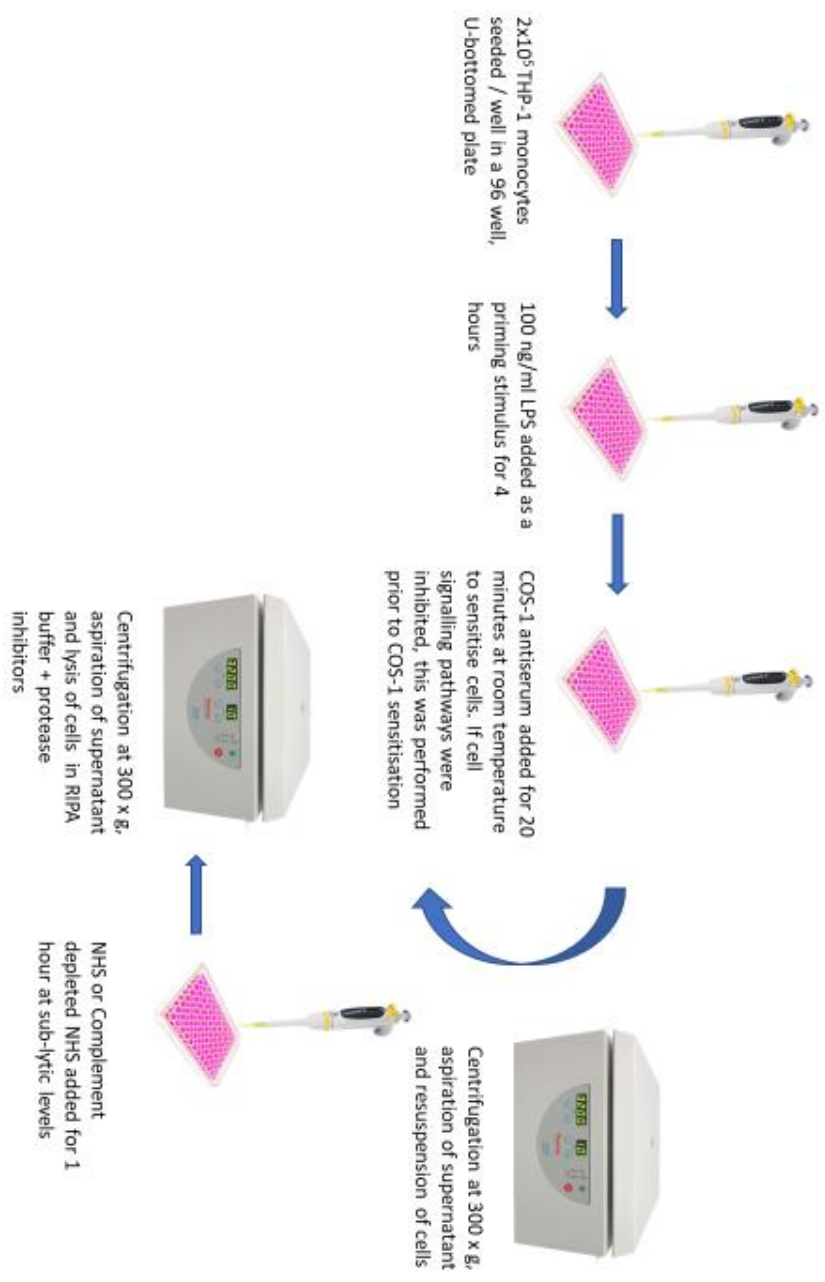 2x10⁵ THP-1 monocytes
seeded / well in a 96 well,
U-bottomed plate
100 ng/ml LPS added as a
priming stimulus for 4
hours
COS-1 antiserum added for 20
minutes at room temperature
to sensitise cells. If cell
signalling pathways were
inhibited, this was performed
prior to COS-1 sensitisation
Centrifugation at 300 x g,
aspiration of supernatant
and resuspension of cells
NHS or Complement
depleted NHS added for 1
hour at sub-lytic levels
Centrifugation at 300 x g,
aspiration of supernatant
and lysis of cells in RIPA
buffer + protease
inhibitors